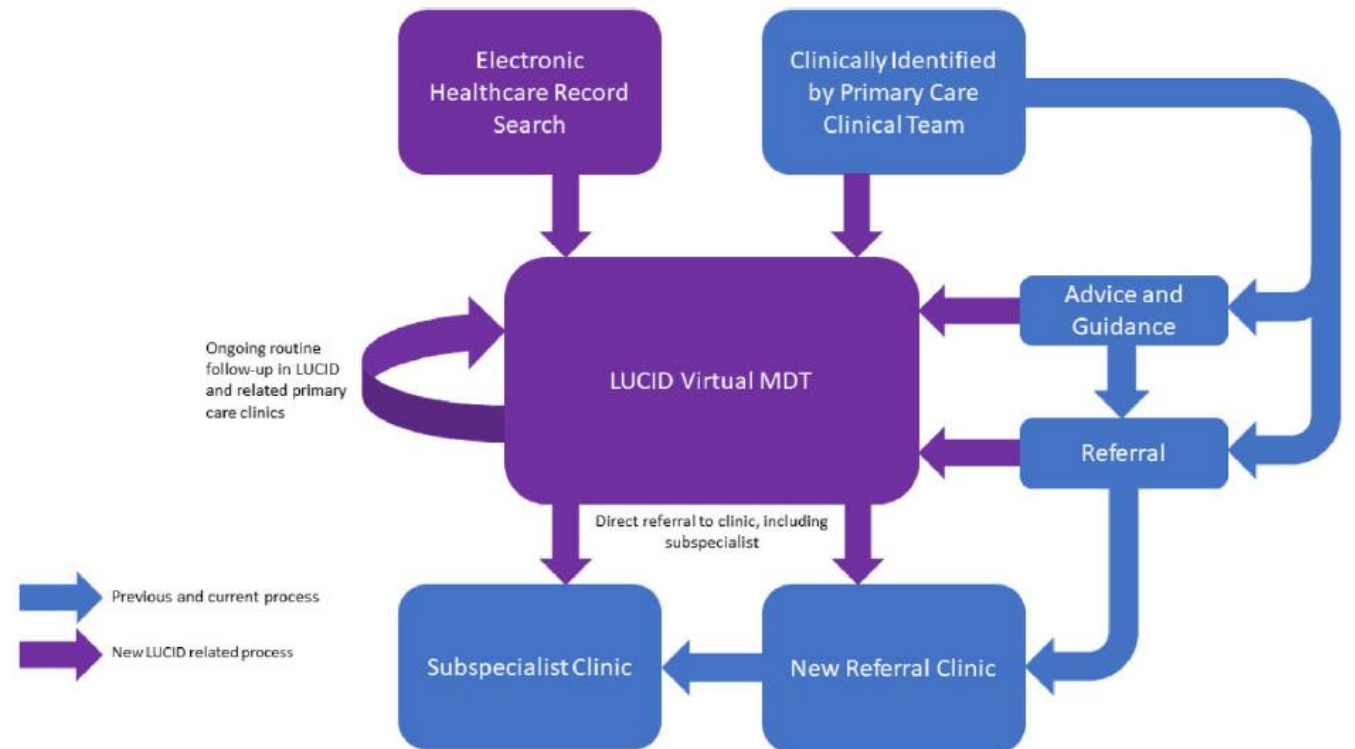 Electronic
Healthcare Record
Search
Clinically Identified
by Primary Care
Clinical Team
Advice and
Guidance
Ongoing routine
follow-up in LUCID
and related primary
care clinics
LUCID Virtual MDT
Referral
Direct referral to clinic, including
subspecialist
Previous and current process
New LUCID related process
Subspecialist Clinic
New Referral Clinic